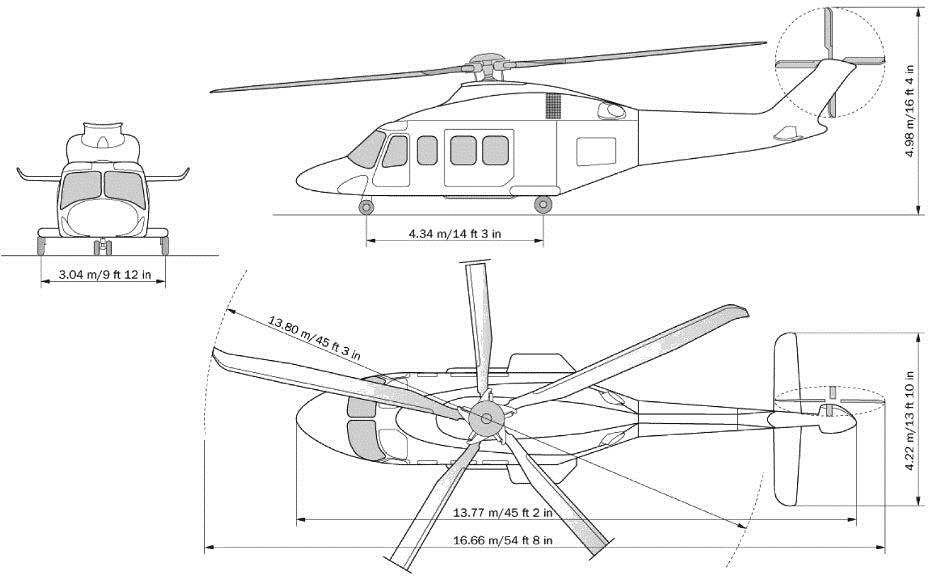 4.98 m/16 ft 4 in
4.34 m/14 ft 3 in
3.04 m/9 ft 12 in
13.80 m/45 ft 3 in
4.22 m/13 ft 10 in
13.77 m/45 ft 2 in
16.66 m/54 ft 8 in